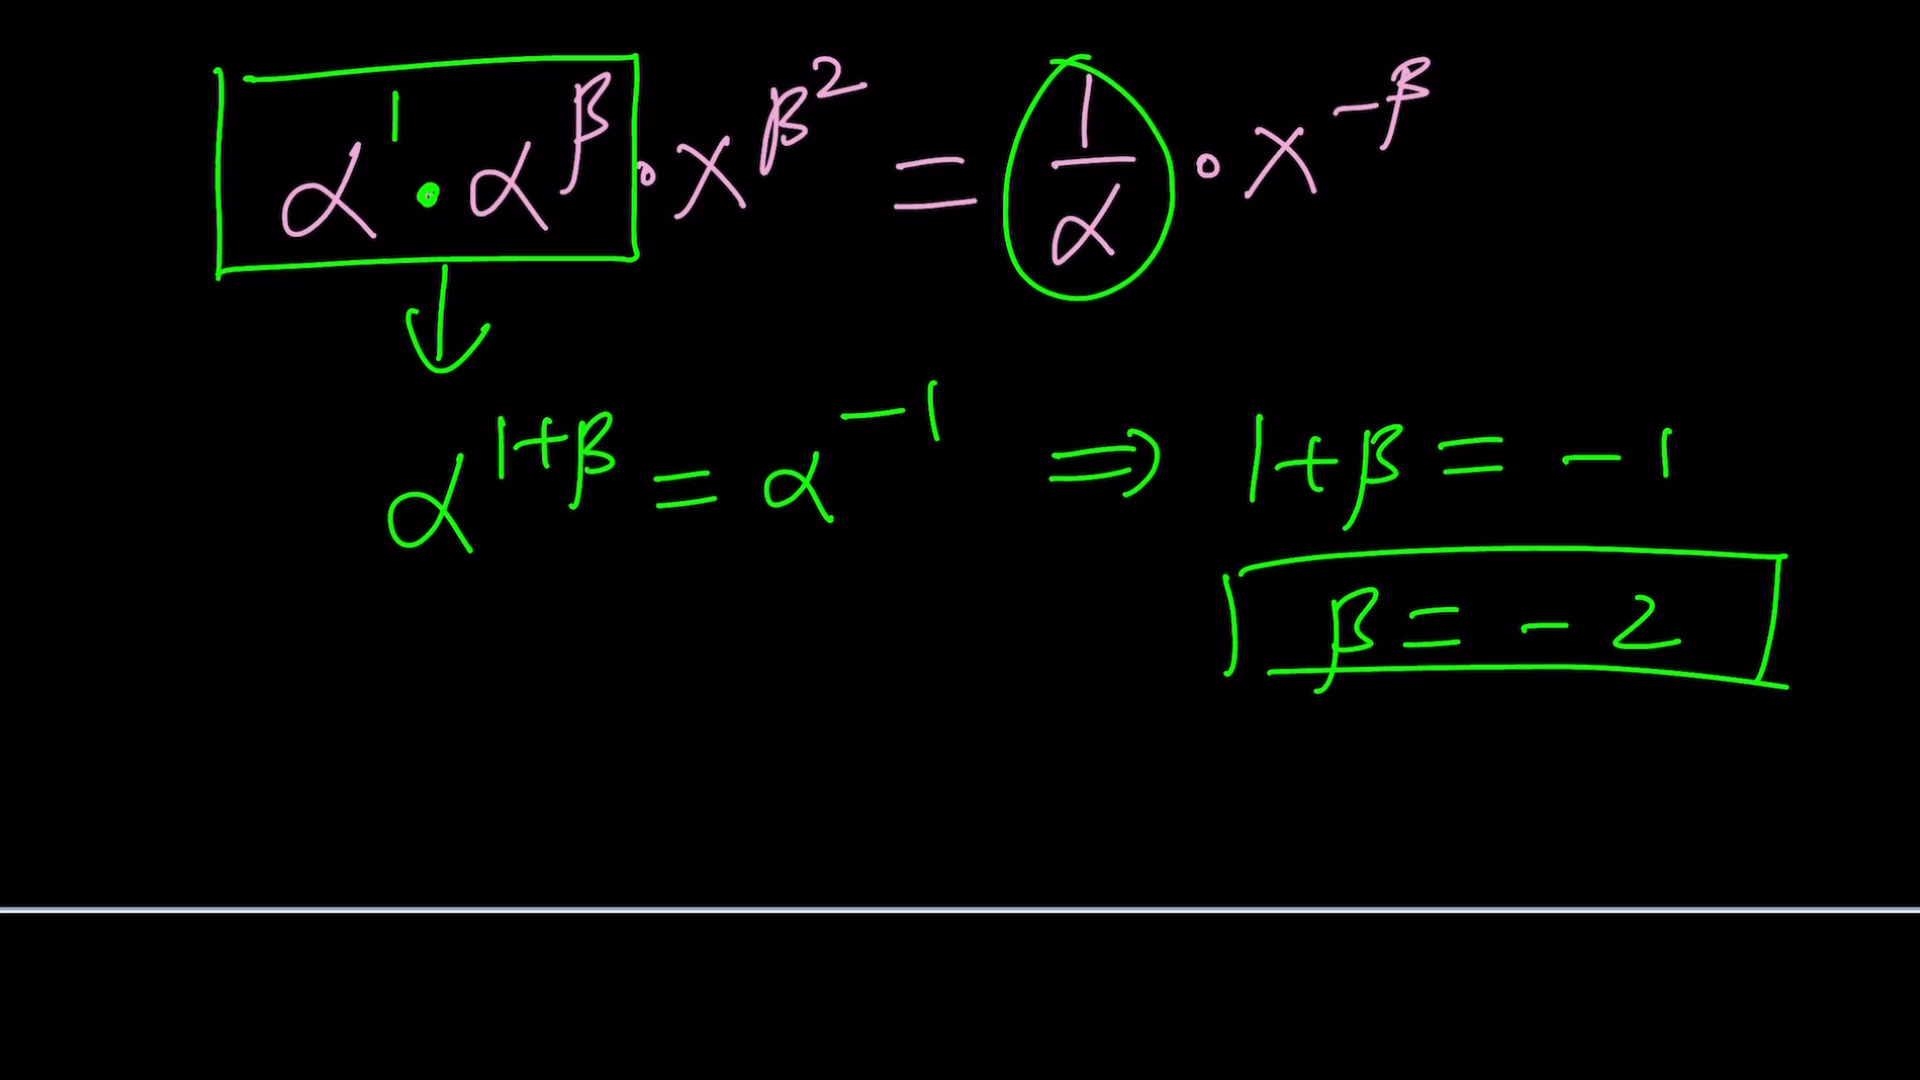 α¹ · α^β · x^β² = 1/α · x^-β
α^1+β = α^-1 ⇒ 1+β = -1
β = -2